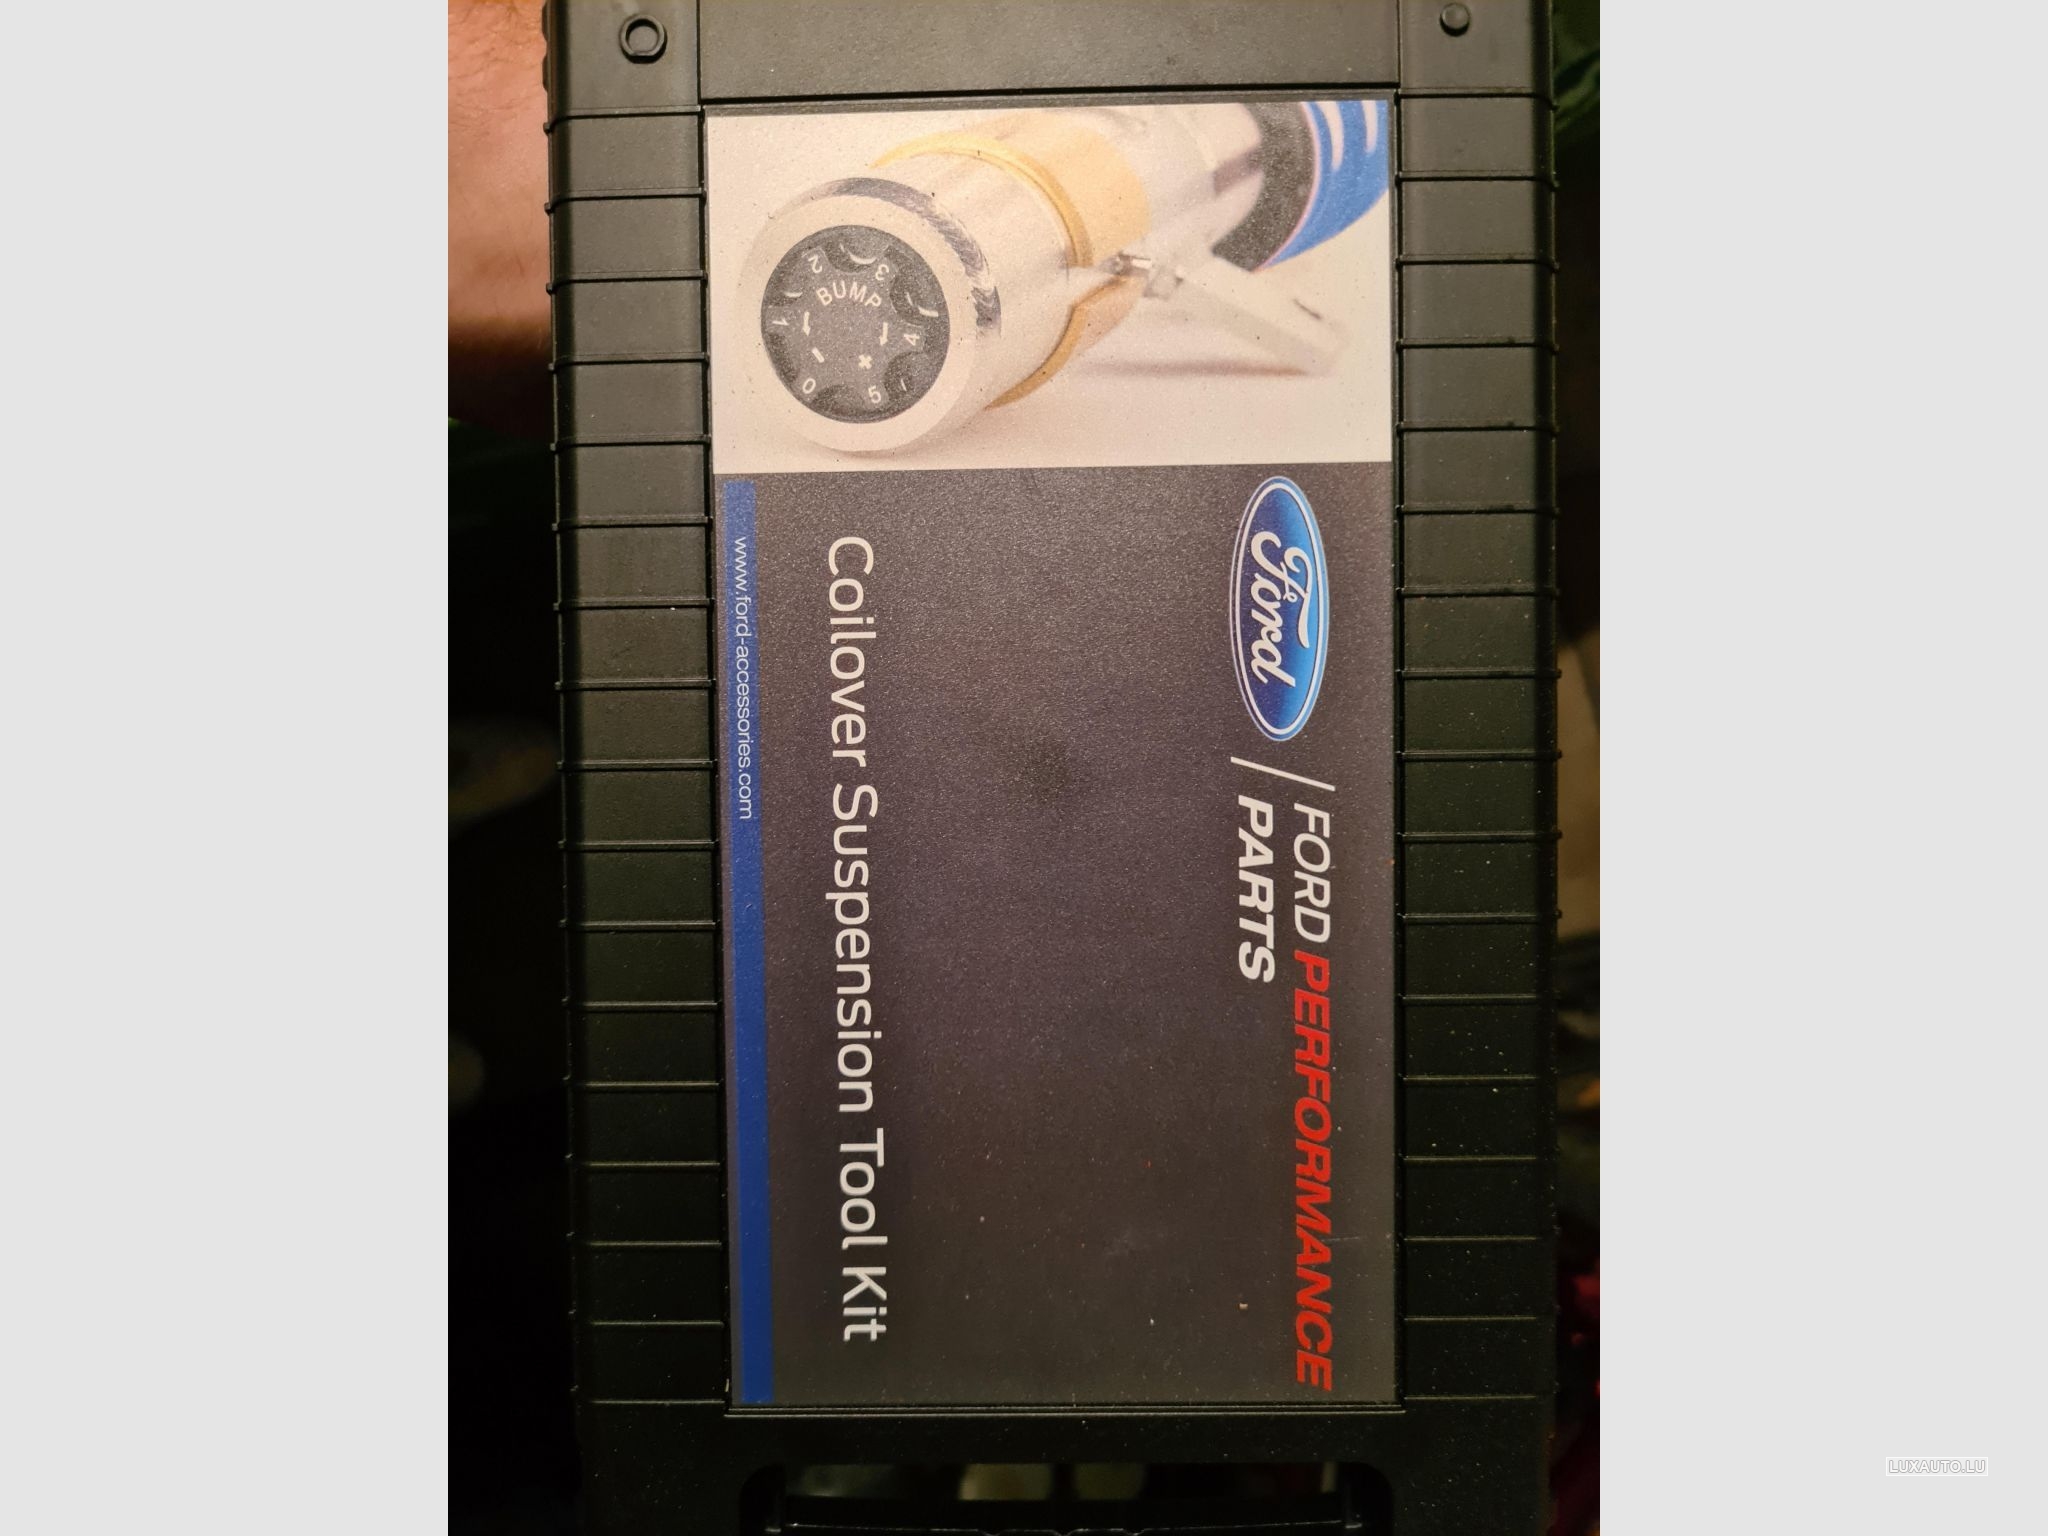 Ford
FORD PERFORMANCE
PARTS
Coilover Suspension Tool Kit
www.ford-accessories.com
BUMP
- +
0 1 2 3 4 5
LUXAUTO.LU